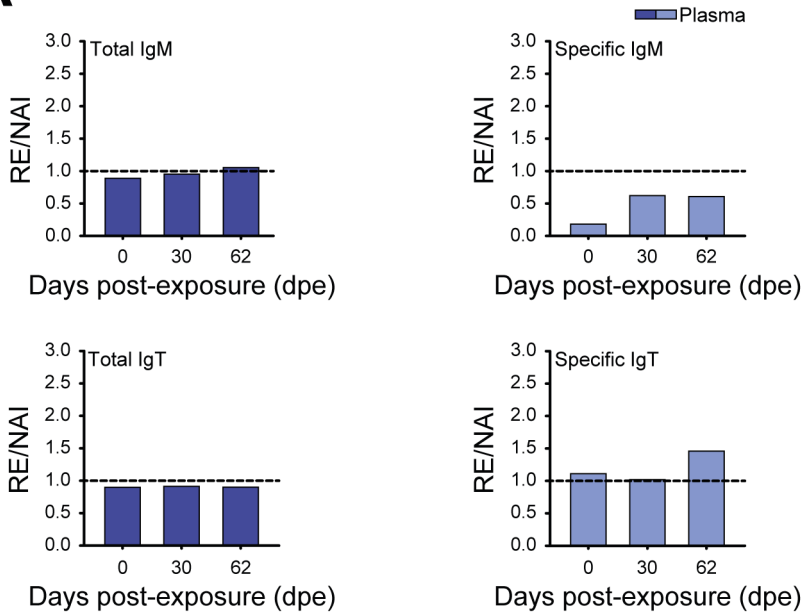 Plasma
Total IgM
RE/NAI
3.0
2.5
2.0
1.5
1.0
0.5
0.0
0 30 62
Days post-exposure (dpe)
Specific IgM
RE/NAI
3.0
2.5
2.0
1.5
1.0
0.5
0.0
0 30 62
Days post-exposure (dpe)
Total IgT
RE/NAI
3.0
2.5
2.0
1.5
1.0
0.5
0.0
0 30 62
Days post-exposure (dpe)
Specific IgT
RE/NAI
3.0
2.5
2.0
1.5
1.0
0.5
0.0
0 30 62
Days post-exposure (dpe)